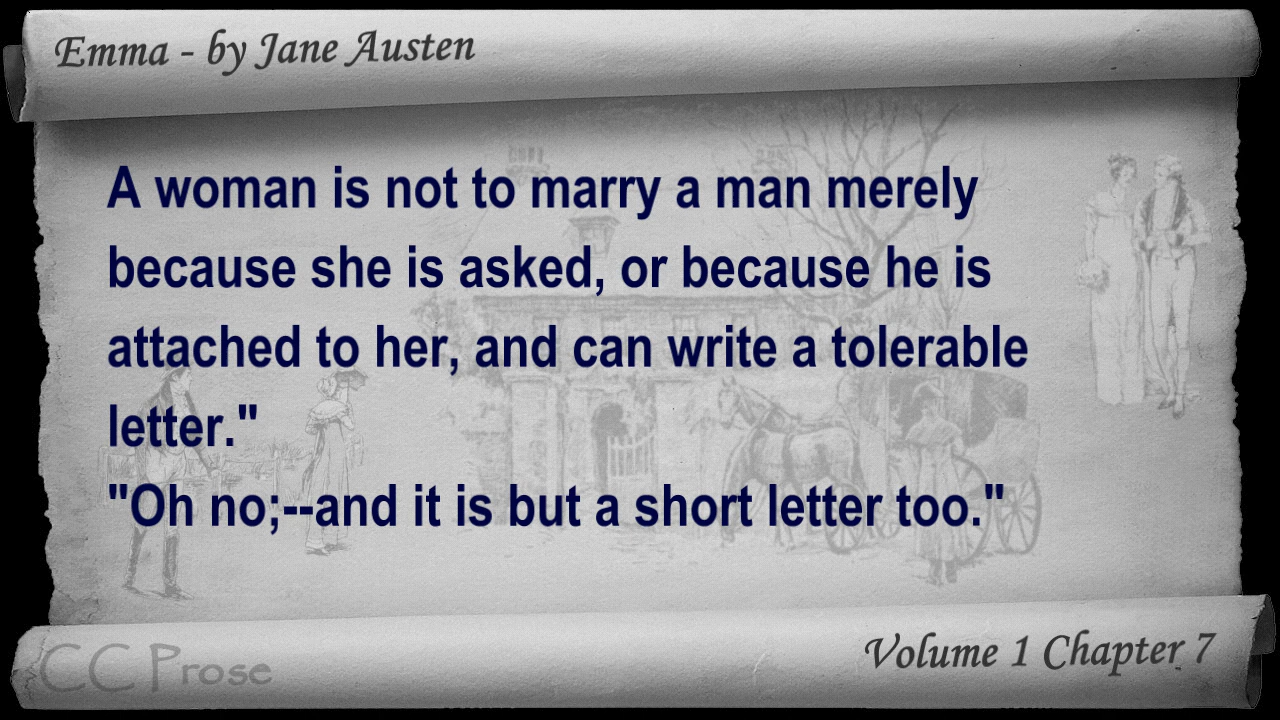 Emma - by Jane Austen
A woman is not to marry a man merely
because she is asked, or because he is
attached to her, and can write a tolerable
letter."
"Oh no;--and it is but a short letter too."
CC Prose
Volume 1 Chapter 7